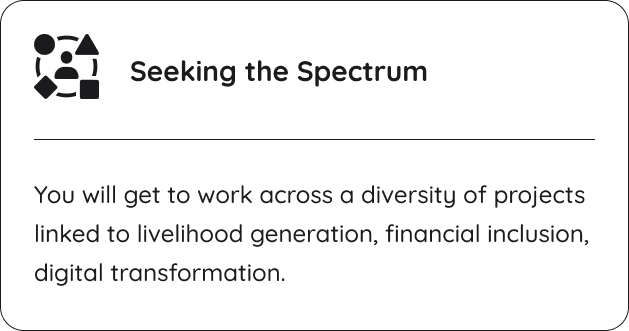 Seeking the Spectrum
You will get to work across a diversity of projects
linked to livelihood generation, financial inclusion,
digital transformation.